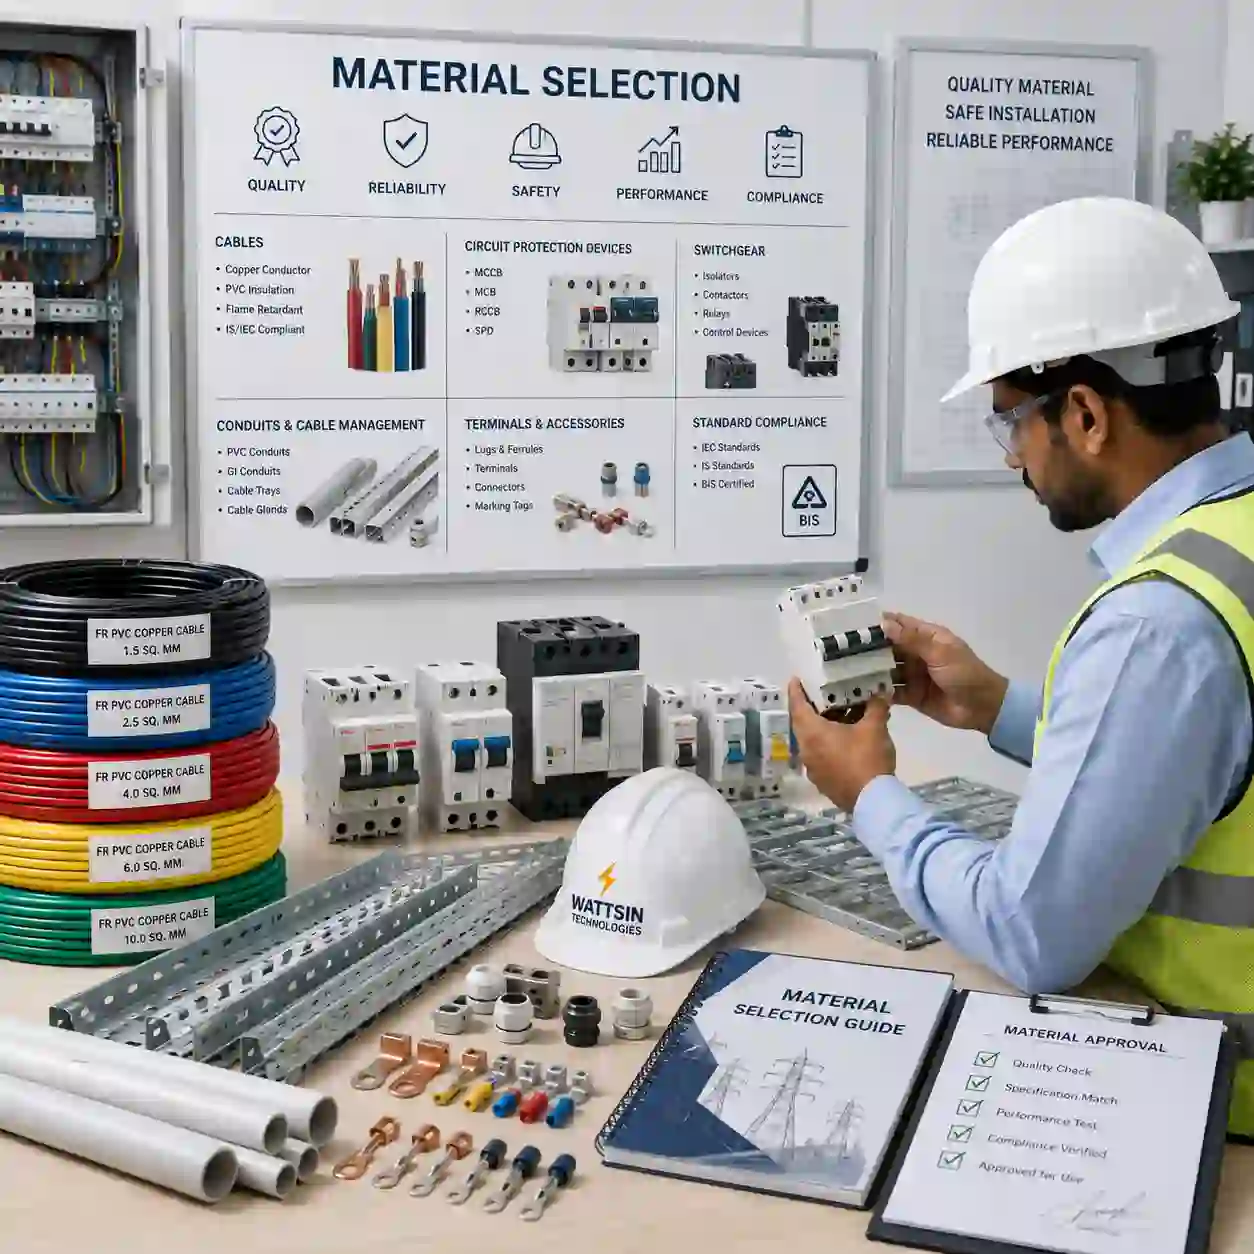 MATERIAL SELECTION
QUALITY
RELIABILITY
SAFETY
PERFORMANCE
COMPLIANCE
CABLES
• Copper Conductor
• PVC Insulation
• Flame Retardant
• IS/IEC Compliant
CIRCUIT PROTECTION DEVICES
• MCCB
• MCB
• RCCB
• SPD
SWITCHGEAR
• Isolators
• Contactors
• Relays
• Control Devices
CONDUITS & CABLE MANAGEMENT
• PVC Conduits
• GI Conduits
• Cable Trays
• Cable Glands
TERMINALS & ACCESSORIES
• Lugs & Ferrules
• Terminals
• Connectors
• Marking Tags
STANDARD COMPLIANCE
• IEC Standards
• IS Standards
• BIS Certified
BIS
QUALITY MATERIAL
SAFE INSTALLATION
RELIABLE PERFORMANCE
FR PVC COPPER CABLE
1.5 SQ. MM
FR PVC COPPER CABLE
2.5 SQ. MM
FR PVC COPPER CABLE
4.0 SQ. MM
FR PVC COPPER CABLE
6.0 SQ. MM
FR PVC COPPER CABLE
10.0 SQ. MM
WATTSIN
TECHNOLOGIES
MATERIAL
SELECTION GUIDE
MATERIAL APPROVAL
Quality Check
Specification Match
Performance Test
Compliance Verified
Approved for Use